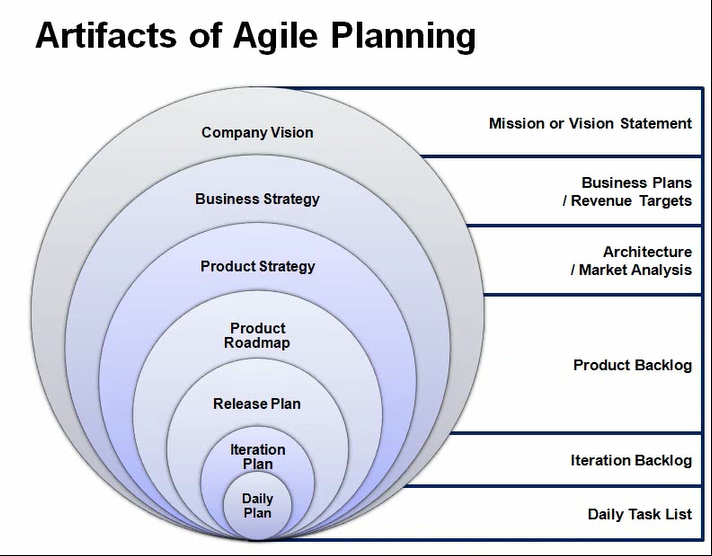 Artifacts of Agile Planning
Company Vision
Mission or Vision Statement
Business Strategy
Business Plans
/ Revenue Targets
Product Strategy
Architecture
/ Market Analysis
Product
Roadmap
Product Backlog
Release Plan
Iteration
Plan
Iteration Backlog
Daily
Plan
Daily Task List